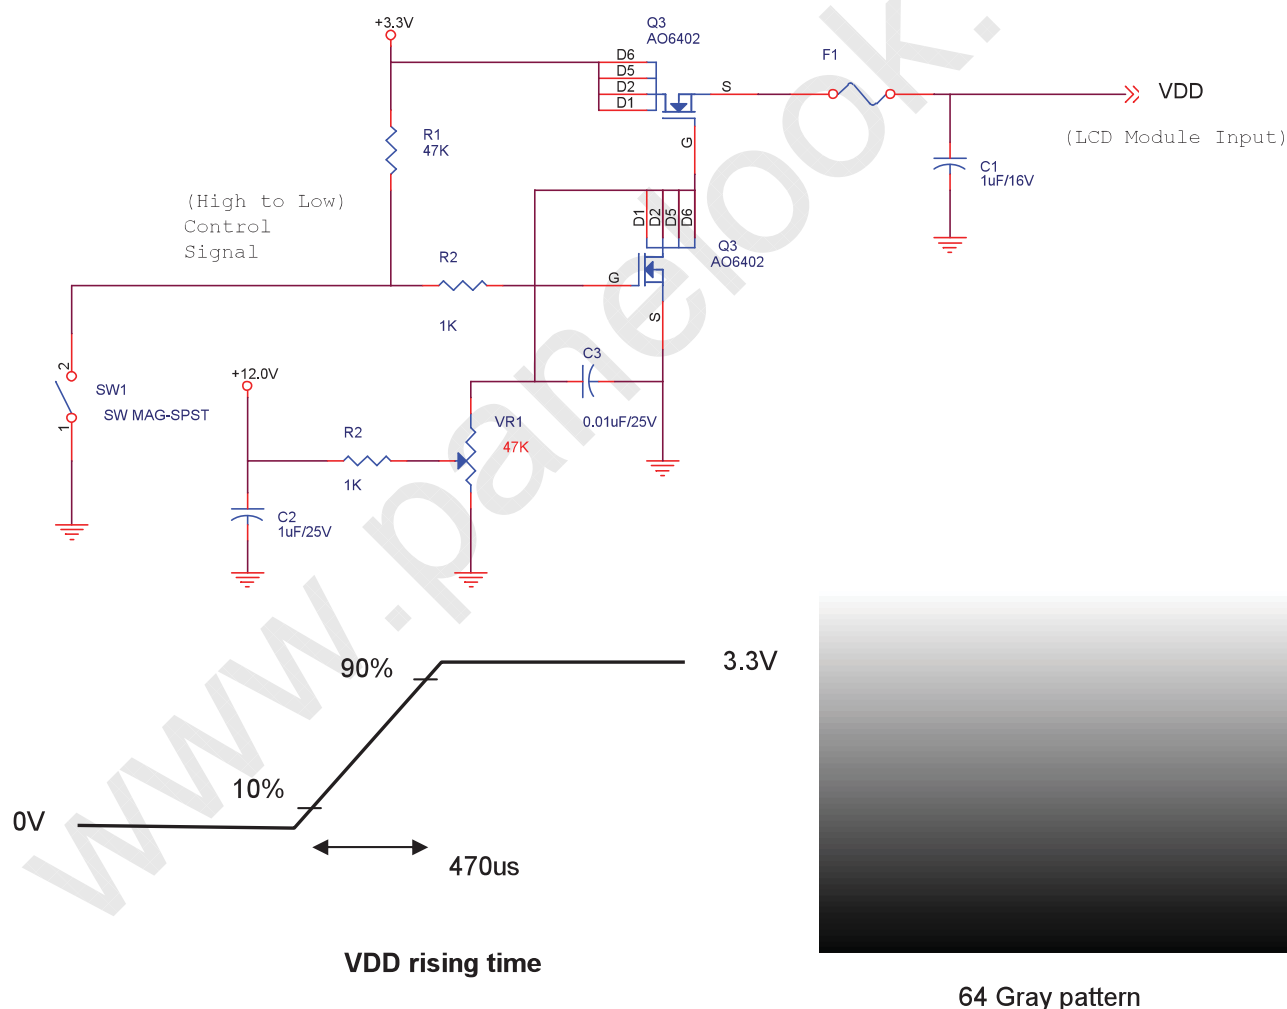 +3.3V
Q3
AO6402
D6
D5
D2
D1
S
G
F1
VDD
(LCD Module Input)
R1
47K
C1
1uF/16V
(High to Low)
Control
Signal
D1
D2
D5
D6
Q3
AO6402
R2
1K
G
S
2
1
SW1
SW MAG-SPST
+12.0V
C3
0.01uF/25V
R2
1K
VR1
47K
C2
1uF/25V
90%
3.3V
10%
0V
470us
VDD rising time
64 Gray pattern
www.panelook.